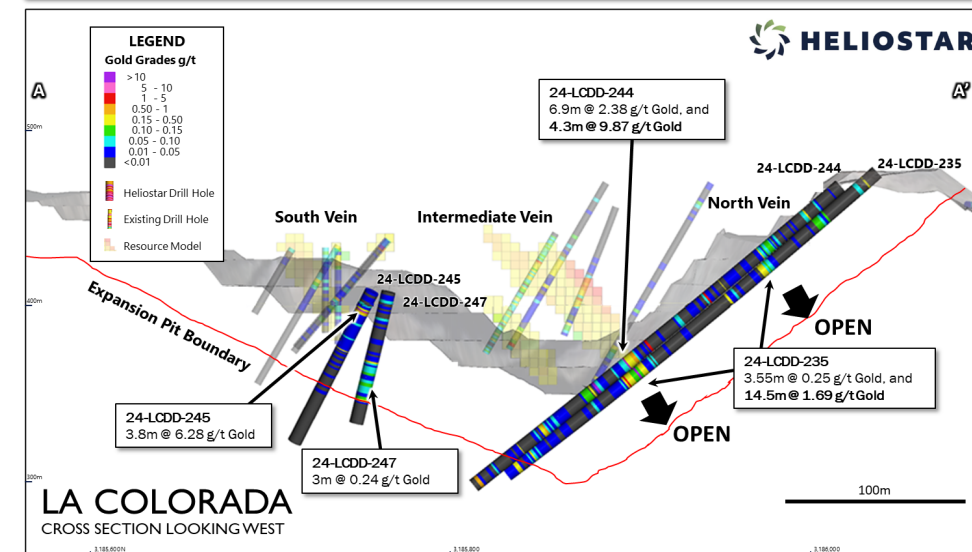 HELIOSTAR
LEGEND
Gold Grades g/t
>10
5 - 10
1 - 5
0.50 - 1
0.15 - 0.50
0.10 - 0.15
0.05 - 0.10
0.01 - 0.05
<0.01
Heliostar Drill Hole
Existing Drill Hole
Resource Model
A
A'
500m
400m
300m
24-LCDD-244
6.9m @ 2.38 g/t Gold, and
4.3m @ 9.87 g/t Gold
24-LCDD-244
24-LCDD-235
South Vein
Intermediate Vein
North Vein
24-LCDD-245
24-LCDD-247
Expansion Pit Boundary
OPEN
24-LCDD-235
3.55m @ 0.25 g/t Gold, and
14.5m @ 1.69 g/t Gold
OPEN
24-LCDD-245
3.8m @ 6.28 g/t Gold
24-LCDD-247
3m @ 0.24 g/t Gold
LA COLORADA
CROSS SECTION LOOKING WEST
100m
3,185,600N
3,185,800
3,186,000